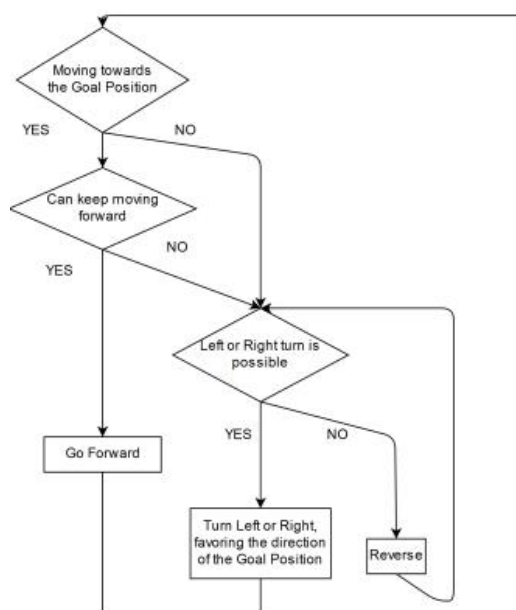 Moving towards
the Goal Position
YES
NO
Can keep moving
forward
NO
YES
Left or Right turn is
possible
YES
NO
Go Forward
Turn Left or Right,
favoring the direction
of the Goal Position
Reverse